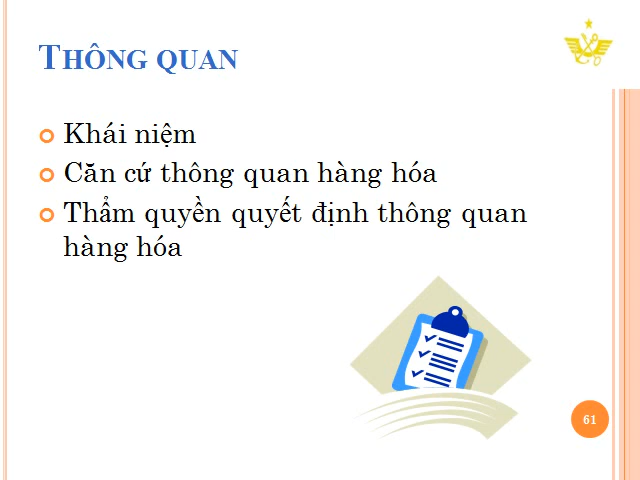 THÔNG QUAN
Khái niệm
Căn cứ thông quan hàng hóa
Thẩm quyền quyết định thông quan
hàng hóa
61